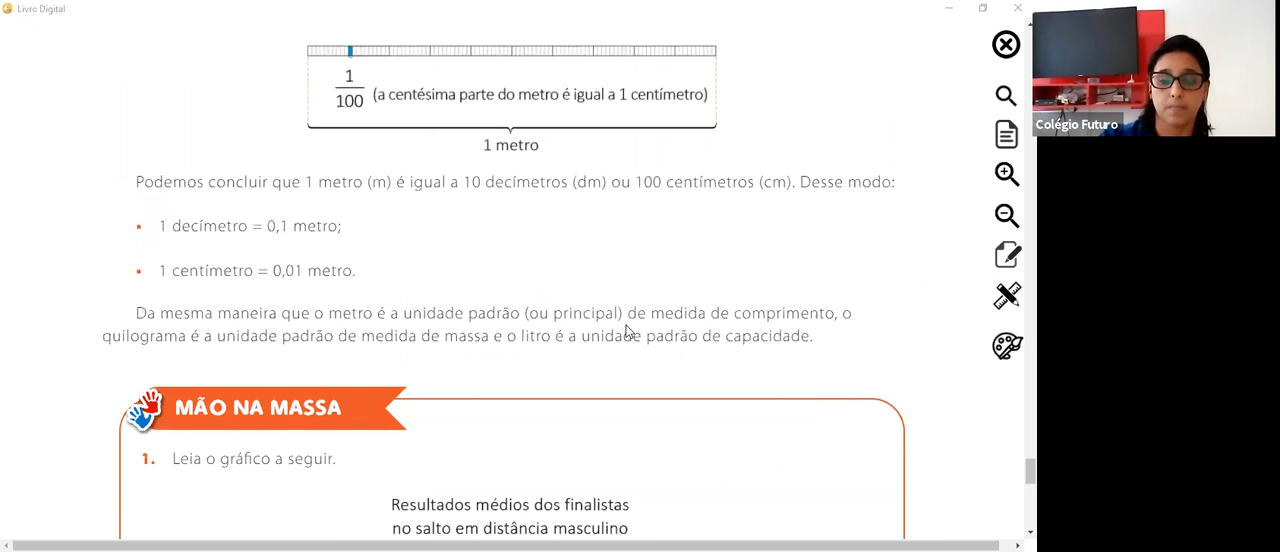 Livro Digital
1
100
(a centésima parte do metro é igual a 1 centímetro)
1 metro
Podemos concluir que 1 metro (m) é igual a 10 decímetros (dm) ou 100 centímetros (cm). Desse modo:
• 1 decímetro = 0,1 metro;
• 1 centímetro = 0,01 metro.
Da mesma maneira que o metro é a unidade padrão (ou principal) de medida de comprimento, o
quilograma é a unidade padrão de medida de massa e o litro é a unidade padrão de capacidade.
MÃO NA MASSA
1. Leia o gráfico a seguir.
Resultados médios dos finalistas
no salto em distância masculino
Colégio Futuro